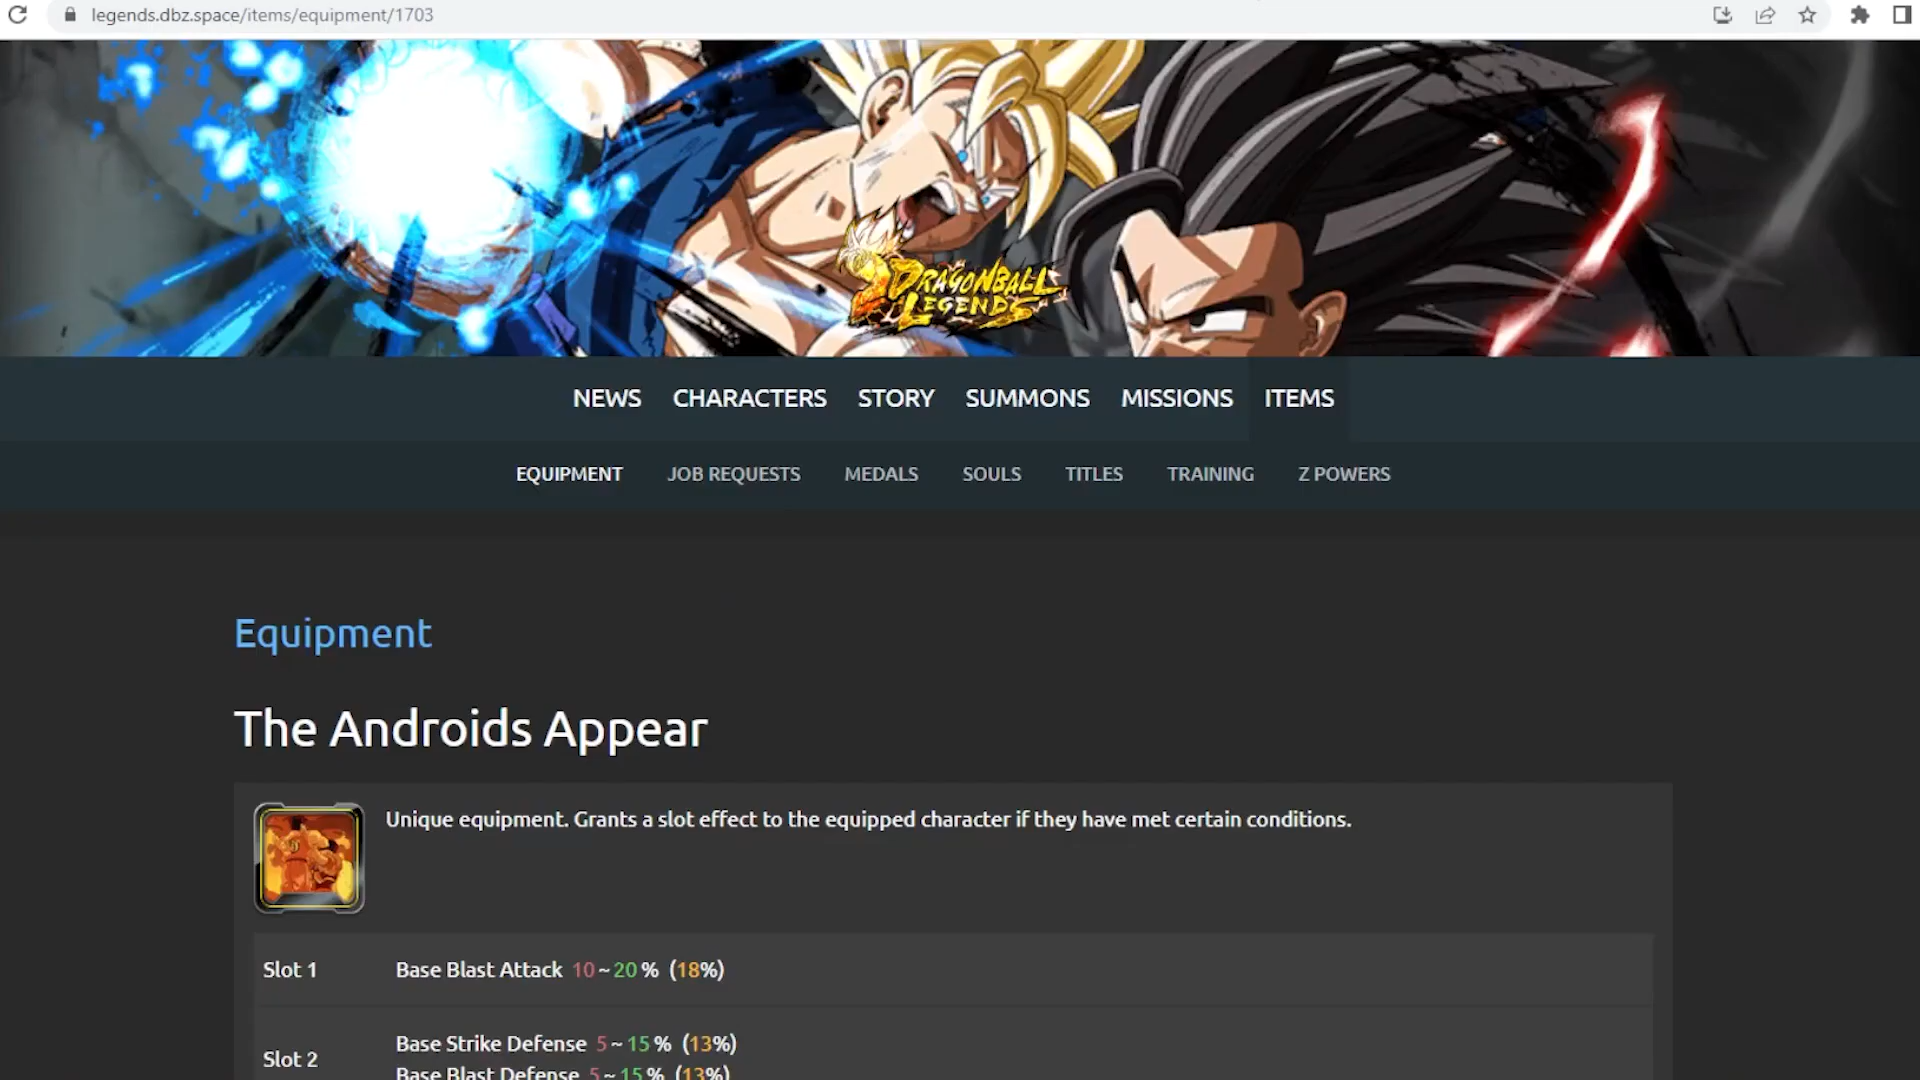 legends.dbz.space/items/equipment/1703
DRAGONBALL
LEGENDS
NEWS CHARACTERS STORY SUMMONS MISSIONS ITEMS
EQUIPMENT JOB REQUESTS MEDALS SOULS TITLES TRAINING Z POWERS
Equipment
The Androids Appear
Unique equipment. Grants a slot effect to the equipped character if they have met certain conditions.
Slot 1 Base Blast Attack 10 ~ 20 % (18%)
Base Strike Defense 5 ~ 15 % (13%)
Slot 2
Base Blast Defense 5 ~ 15 % (13%)